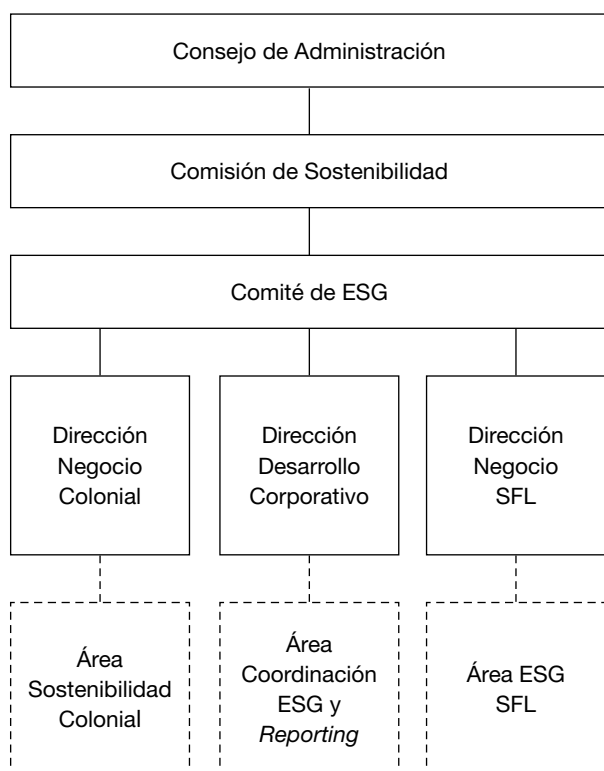 Consejo de Administración
Comisión de Sostenibilidad
Comité de ESG
Dirección
Negocio
Colonial
Dirección
Desarrollo
Corporativo
Dirección
Negocio
SFL
Área
Sostenibilidad
Colonial
Área
Coordinación
ESG y
Reporting
Área ESG
SFL